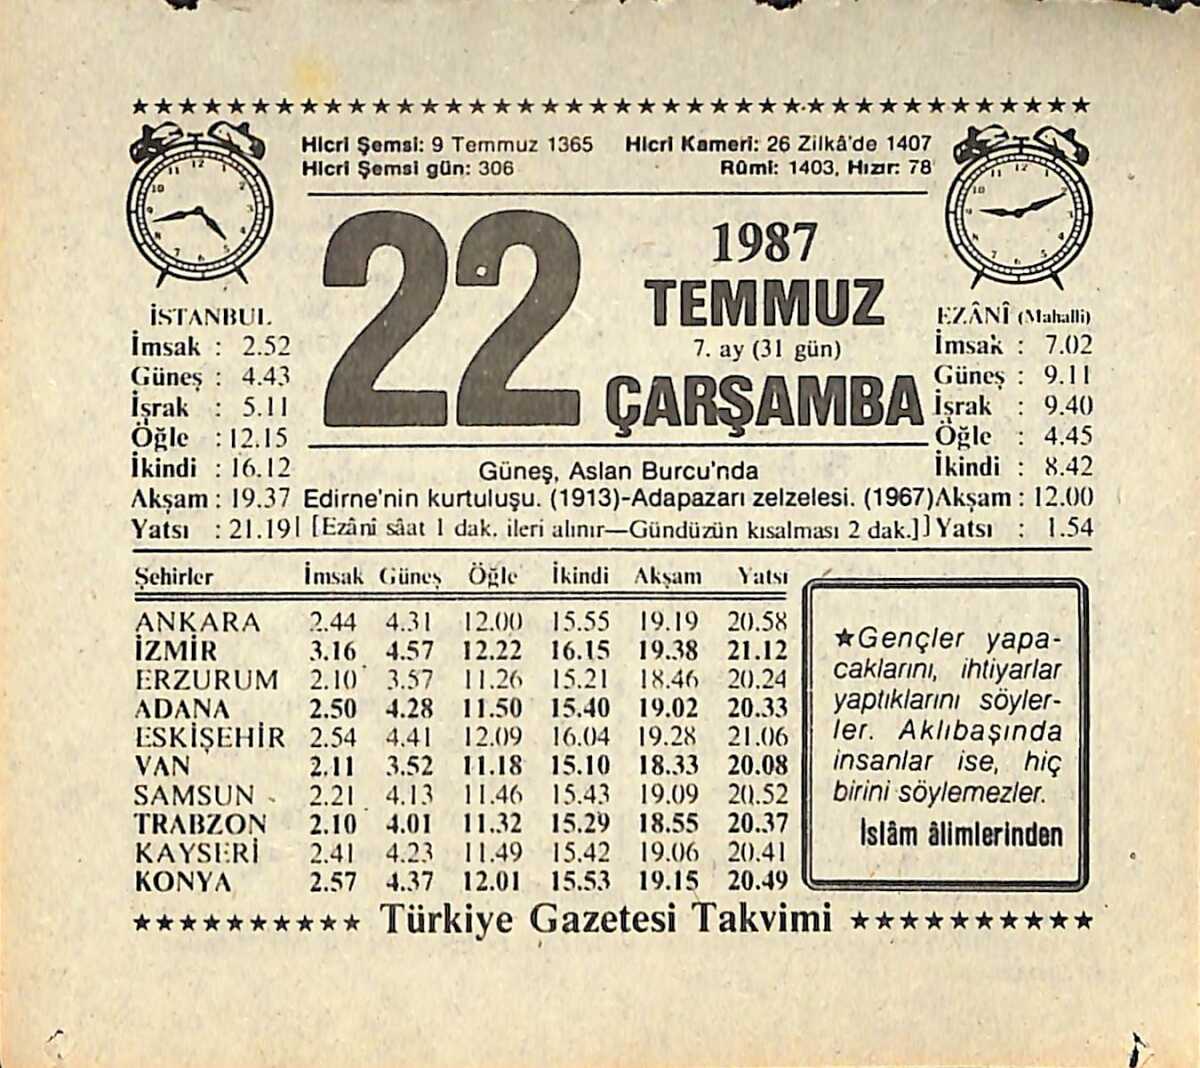 Hicri Şemsi: 9 Temmuz 1365 Hicri Kameri: 26 Zilkâ'de 1407
Hicri Şemsi gün: 306 Rûmi: 1403, Hızır: 78
22
1987
TEMMUZ
7. ay (31 gün)
ÇARŞAMBA
İSTANBUL
İmsak : 2.52
Güneş : 4.43
İşrak : 5.11
Öğle : 12.15
İkindi : 16.12
Akşam : 19.37
Yatsı : 21.19
EZÂNÎ (Mahalli)
İmsak : 7.02
Güneş : 9.11
İşrak : 9.40
Öğle : 4.45
İkindi : 8.42
Akşam : 12.00
Yatsı : 1.54
Güneş, Aslan Burcu'nda
Edirne'nin kurtuluşu. (1913)-Adapazarı zelzelesi. (1967)
[Ezânî sâat 1 dak. ileri alınır—Gündüzün kısalması 2 dak.]
Şehirler İmsak Güneş Öğle İkindi Akşam Yatsı
ANKARA 2.44 4.31 12.00 15.55 19.19 20.58
İZMİR 3.16 4.57 12.22 16.15 19.38 21.12
ERZURUM 2.10 3.57 11.26 15.21 18.46 20.24
ADANA 2.50 4.28 11.50 15.40 19.02 20.33
ESKİŞEHİR 2.54 4.41 12.09 16.04 19.28 21.06
VAN 2.11 3.52 11.18 15.10 18.33 20.08
SAMSUN 2.21 4.13 11.46 15.43 19.09 20.52
TRABZON 2.10 4.01 11.32 15.29 18.55 20.37
KAYSERİ 2.41 4.23 11.49 15.42 19.06 20.41
KONYA 2.57 4.37 12.01 15.53 19.15 20.49
★Gençler yapa-
caklarını, ihtiyarlar
yaptıklarını söyler-
ler. Aklıbaşında
insanlar ise, hiç
birini söylemezler.
İslâm âlimlerinden
Türkiye Gazetesi Takvimi